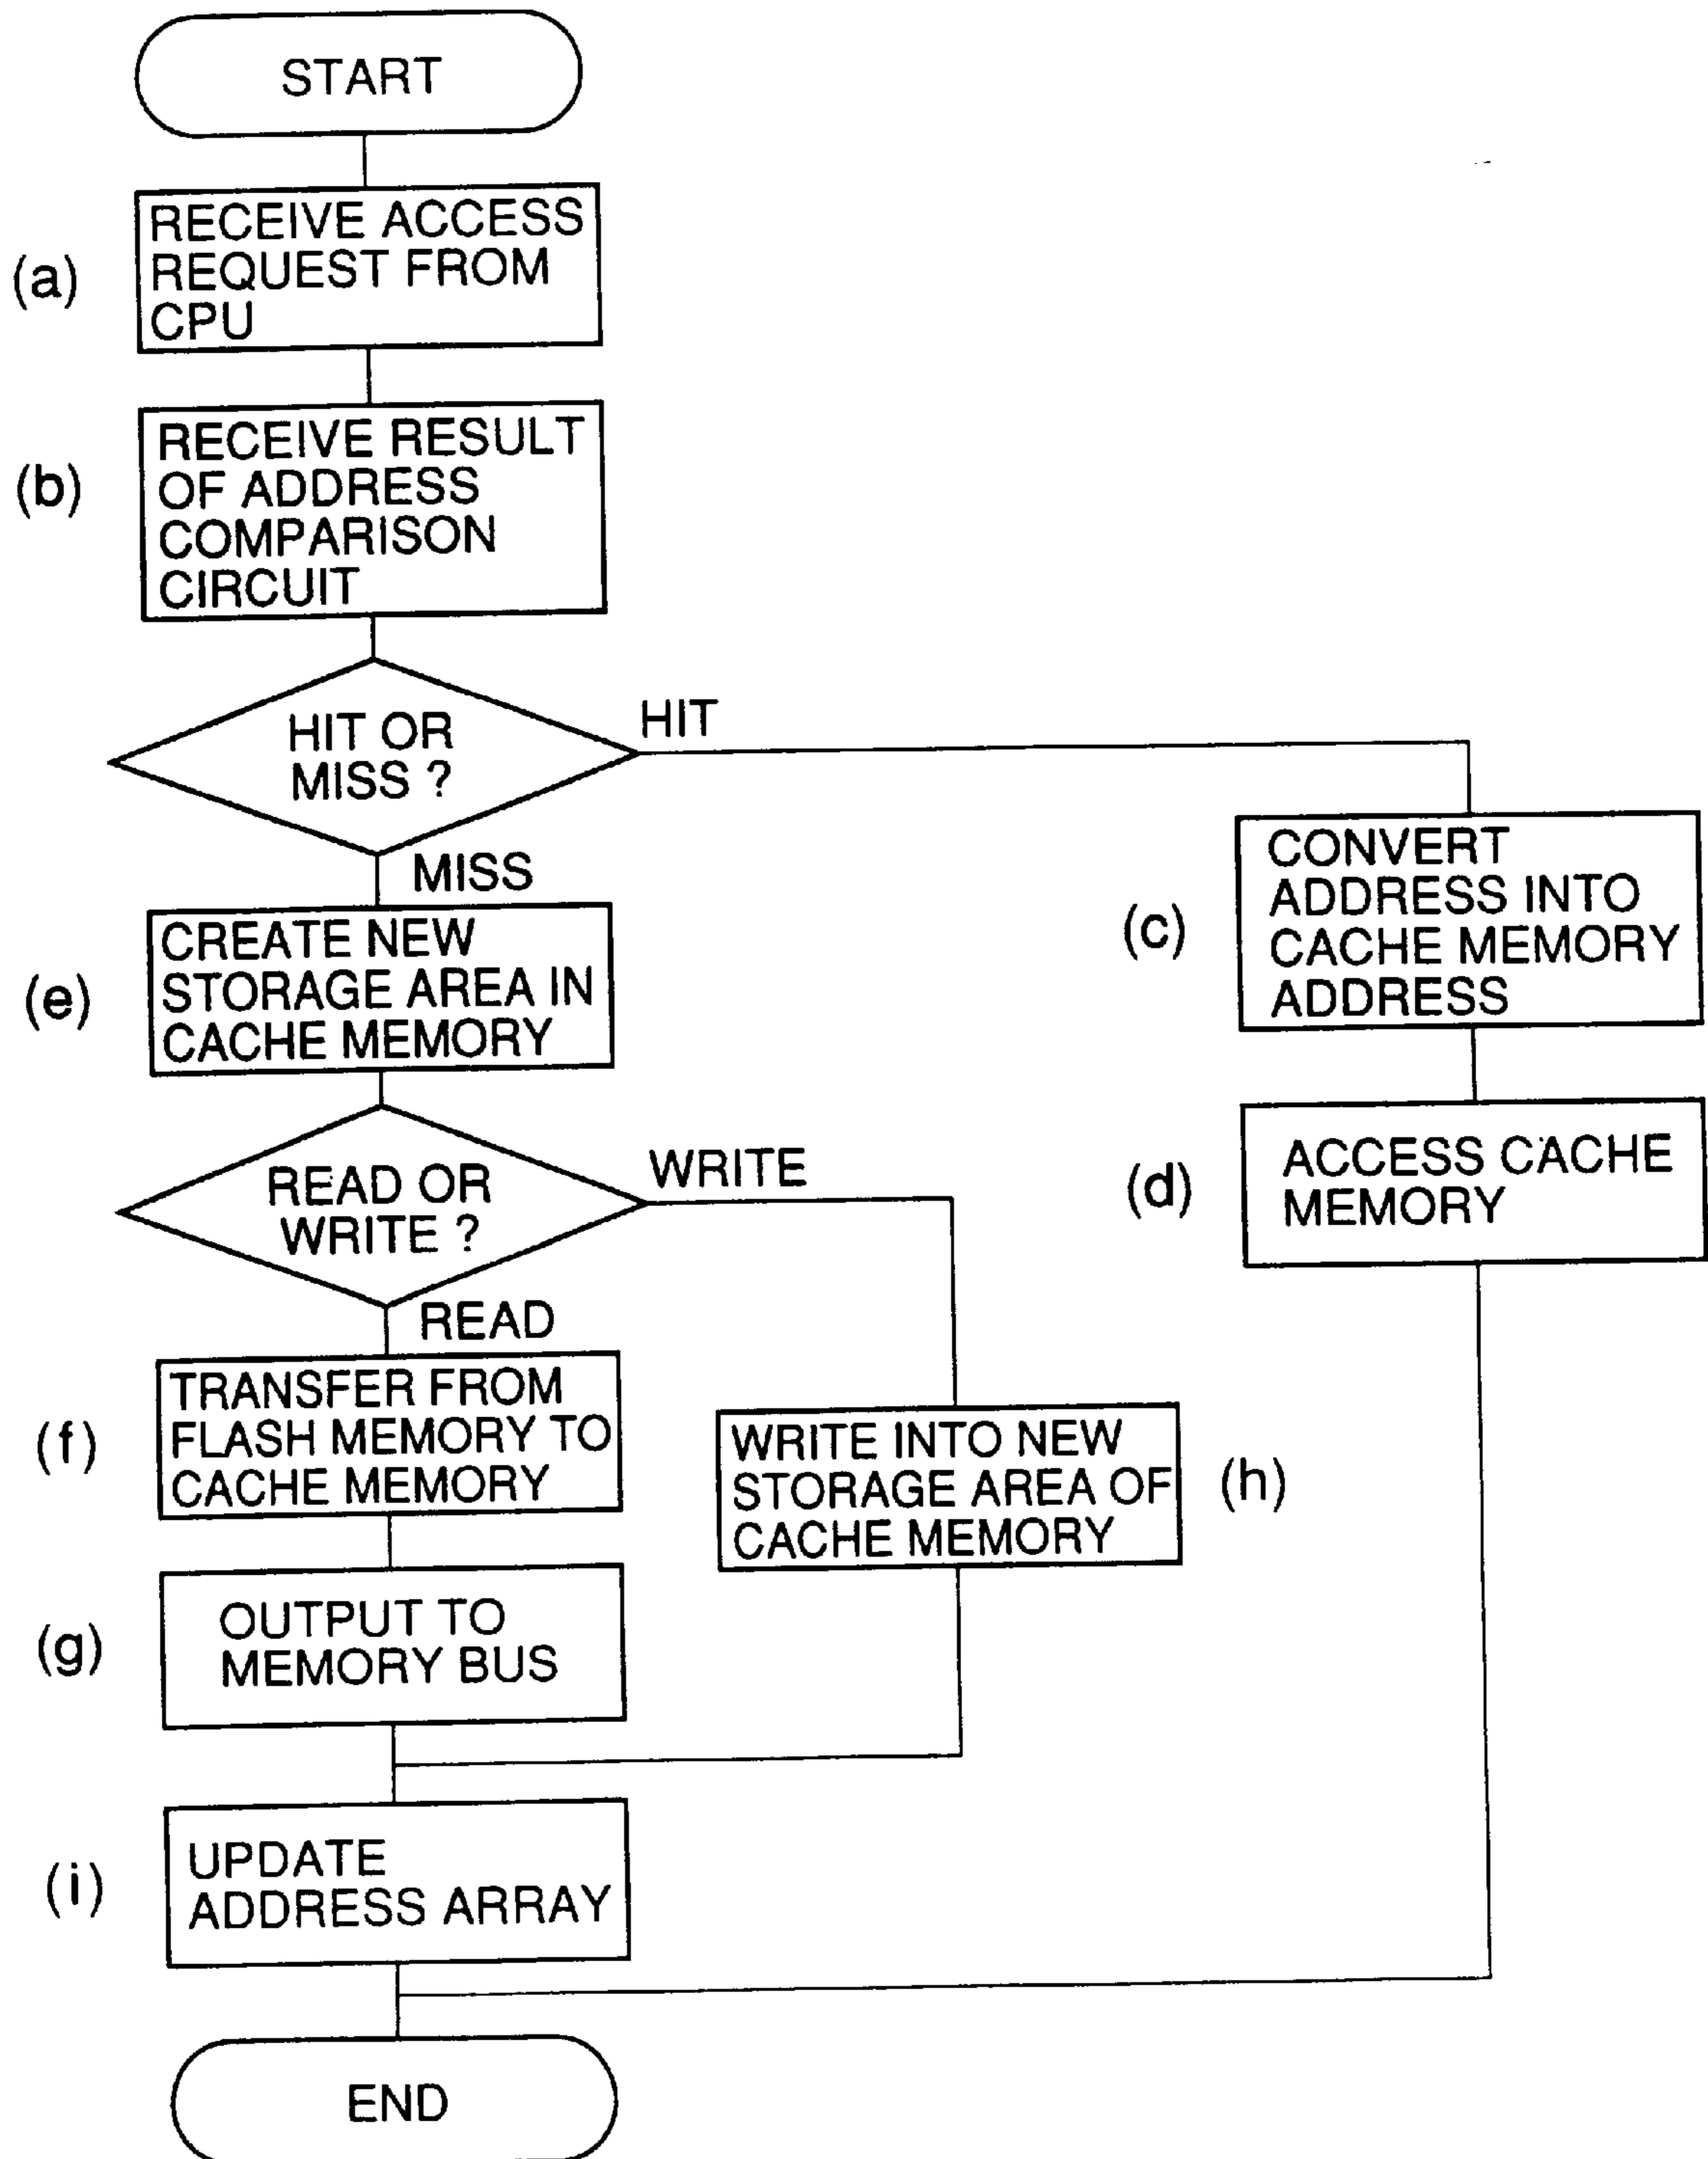 START
(a)
RECEIVE ACCESS
REQUEST FROM
CPU
(b)
RECEIVE RESULT
OF ADDRESS
COMPARISON
CIRCUIT
HIT OR
MISS ?
HIT
MISS
(c)
CONVERT
ADDRESS INTO
CACHE MEMORY
ADDRESS
(d)
ACCESS CACHE
MEMORY
(e)
CREATE NEW
STORAGE AREA IN
CACHE MEMORY
READ OR
WRITE ?
WRITE
READ
(f)
TRANSFER FROM
FLASH MEMORY TO
CACHE MEMORY
WRITE INTO NEW
STORAGE AREA OF
CACHE MEMORY
(h)
(g)
OUTPUT TO
MEMORY BUS
(i)
UPDATE
ADDRESS ARRAY
END